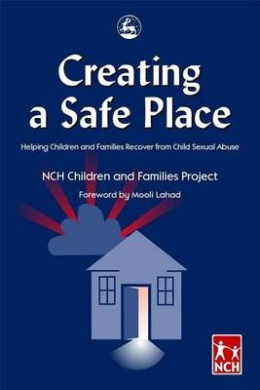 Creating
a Safe Place
Helping Children and Families Recover from Child Sexual Abuse
NCH Children and Families Project
Foreword by Mooli Lahad
NCH